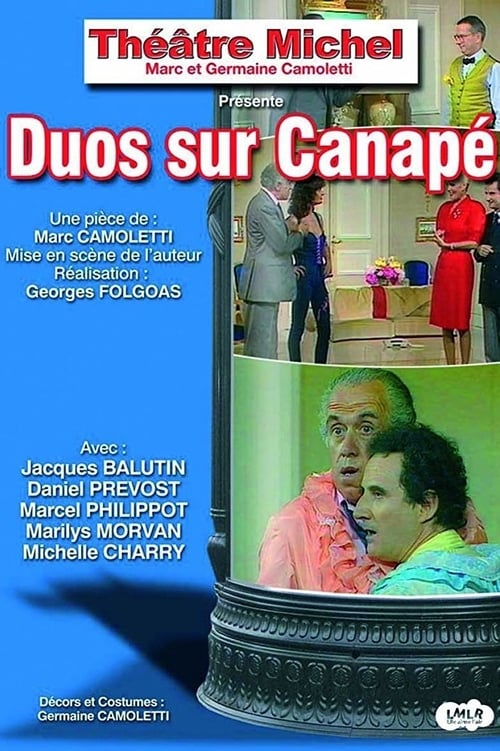 Théâtre Michel
Marc et Germaine Camoletti
Présente
Duos sur Canapé
Une pièce de :
Marc CAMOLETTI
Mise en scène de l'auteur
Réalisation :
Georges FOLGOAS
Avec :
Jacques BALUTIN
Daniel PREVOST
Marcel PHILIPPOT
Marilys MORVAN
Michelle CHARRY
Décors et Costumes :
Germaine CAMOLETTI
LMLR